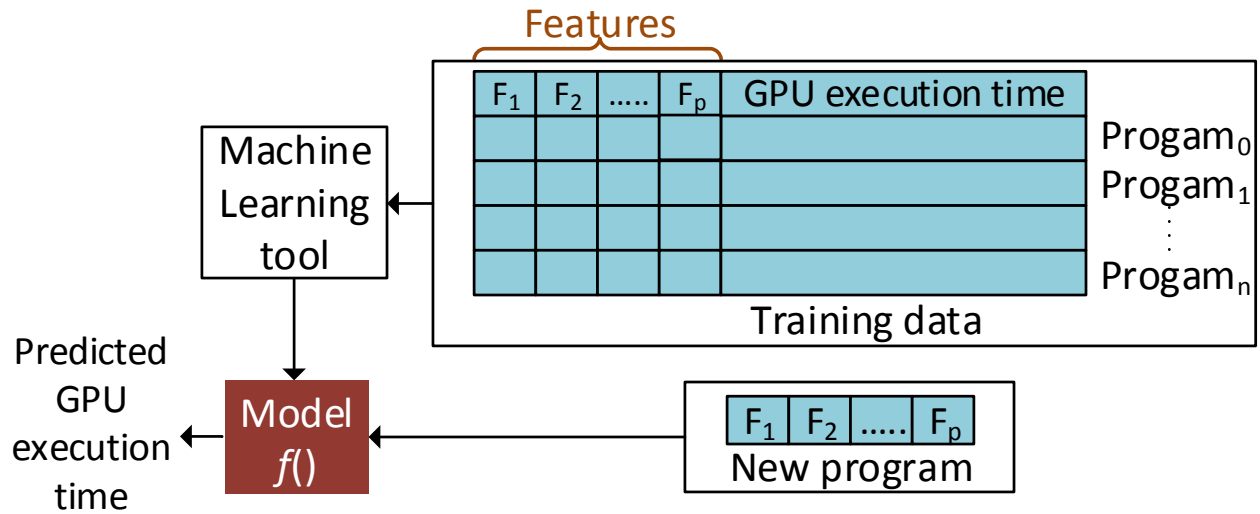 Features
F₁ F₂ ..... Fₚ GPU execution time
Progam₀
Progam₁
Progamₙ
Training data
Machine
Learning
tool
Predicted
GPU
execution
time
Model
f()
F₁ F₂ ..... Fₚ
New program